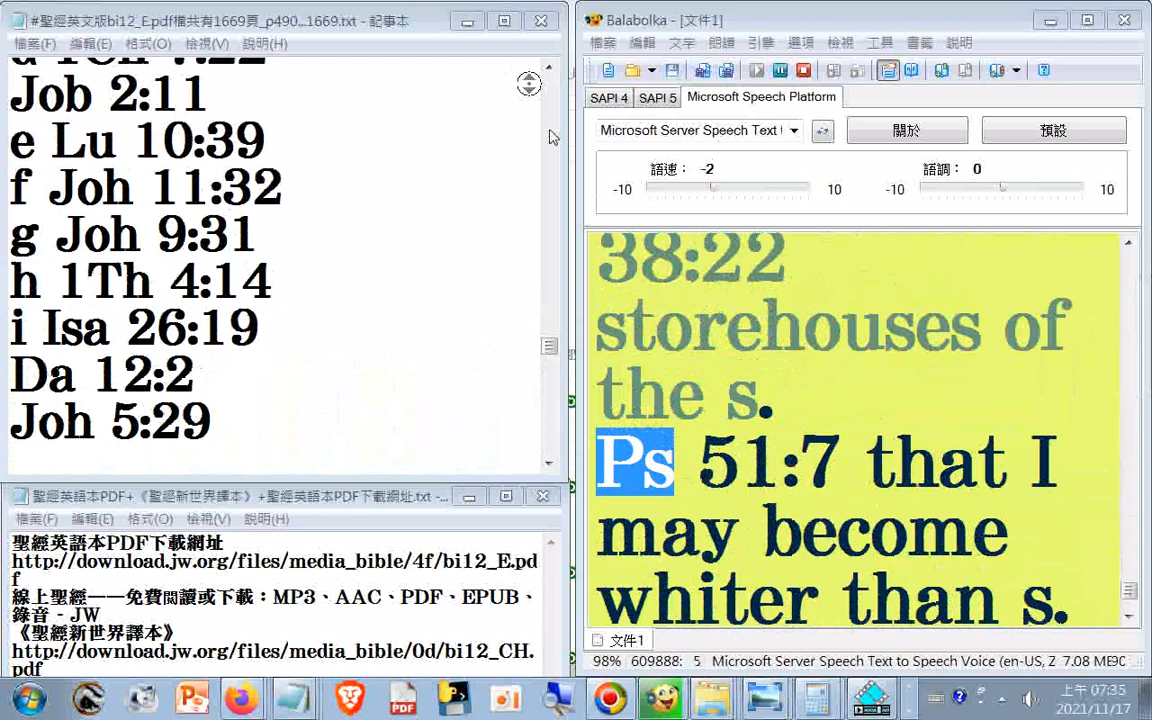 #聖經英文版bi12_E.pdf檔共有1669頁_p490...1669.txt - 記事本
檔案(F) 編輯(E) 格式(O) 檢視(V) 說明(H)
Job 2:11
e Lu 10:39
f Joh 11:32
g Joh 9:31
h 1Th 4:14
i Isa 26:19
Da 12:2
Joh 5:29
聖經英語本PDF+《聖經新世界譯本》+聖經英語本PDF下載網址.txt - ...
檔案(F) 編輯(E) 格式(O) 檢視(V) 說明(H)
聖經英語本PDF下載網址
http://download.jw.org/files/media_bible/4f/bi12_E.pd
f
線上聖經——免費閱讀或下載：MP3、AAC、PDF、EPUB、
錄音 - JW
《聖經新世界譯本》
http://download.jw.org/files/media_bible/0d/bi12_CH.
pdf
Balabolka - [文件1]
檔案 編輯 文字 朗讀 引擎 選項 檢視 工具 書籤 說明
SAPI 4 SAPI 5 Microsoft Speech Platform
Microsoft Server Speech Text 關於 預設
語速： -2 語調： 0
-10 10 -10 10
38:22
storehouses of
the s.
Ps 51:7 that I
may become
whiter than s.
文件1
98% 609888: 5 Microsoft Server Speech Text to Speech Voice (en-US, Z 7.08 MB
上午 07:35
2021/11/17